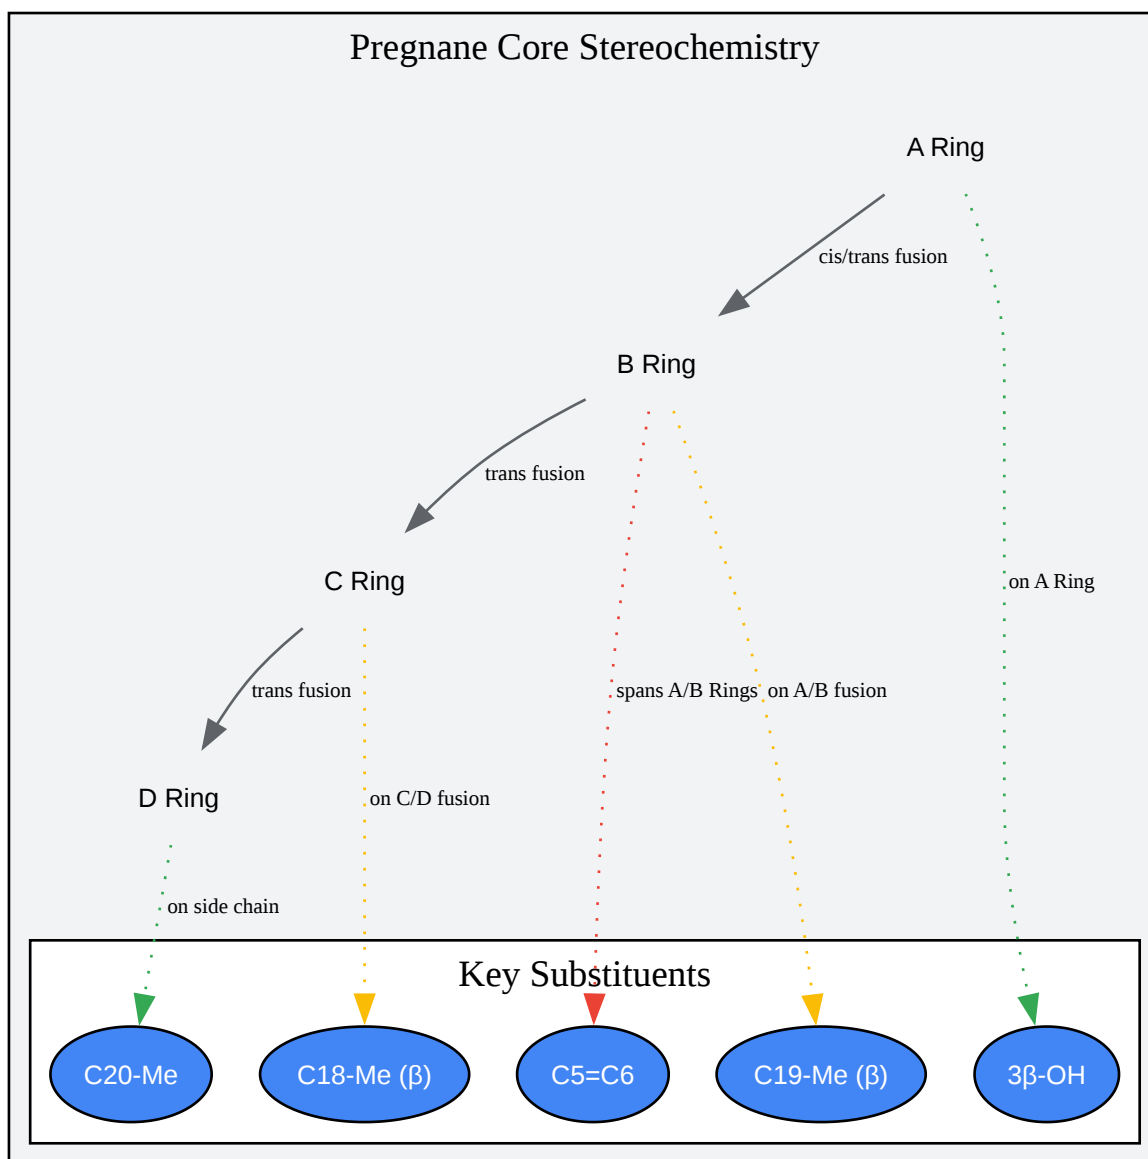 Pregnane Core Stereochemistry
A Ring
cis/trans fusion
B Ring
trans fusion
C Ring
on A Ring
trans fusion
spans A/B Rings
on A/B fusion
D Ring
on C/D fusion
on side chain
Key Substituents
C20-Me
C18-Me (β)
C5=C6
C19-Me (β)
3β-OH